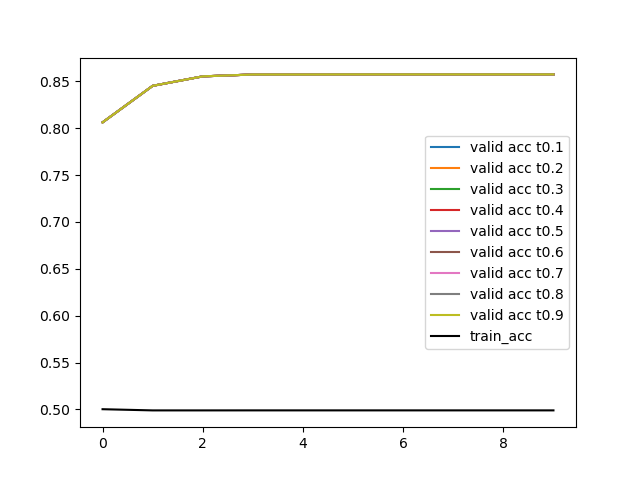 0.85
0.80
0.75
0.70
0.65
0.60
0.55
0.50
0 2 4 6 8
valid acc t0.1
valid acc t0.2
valid acc t0.3
valid acc t0.4
valid acc t0.5
valid acc t0.6
valid acc t0.7
valid acc t0.8
valid acc t0.9
train_acc